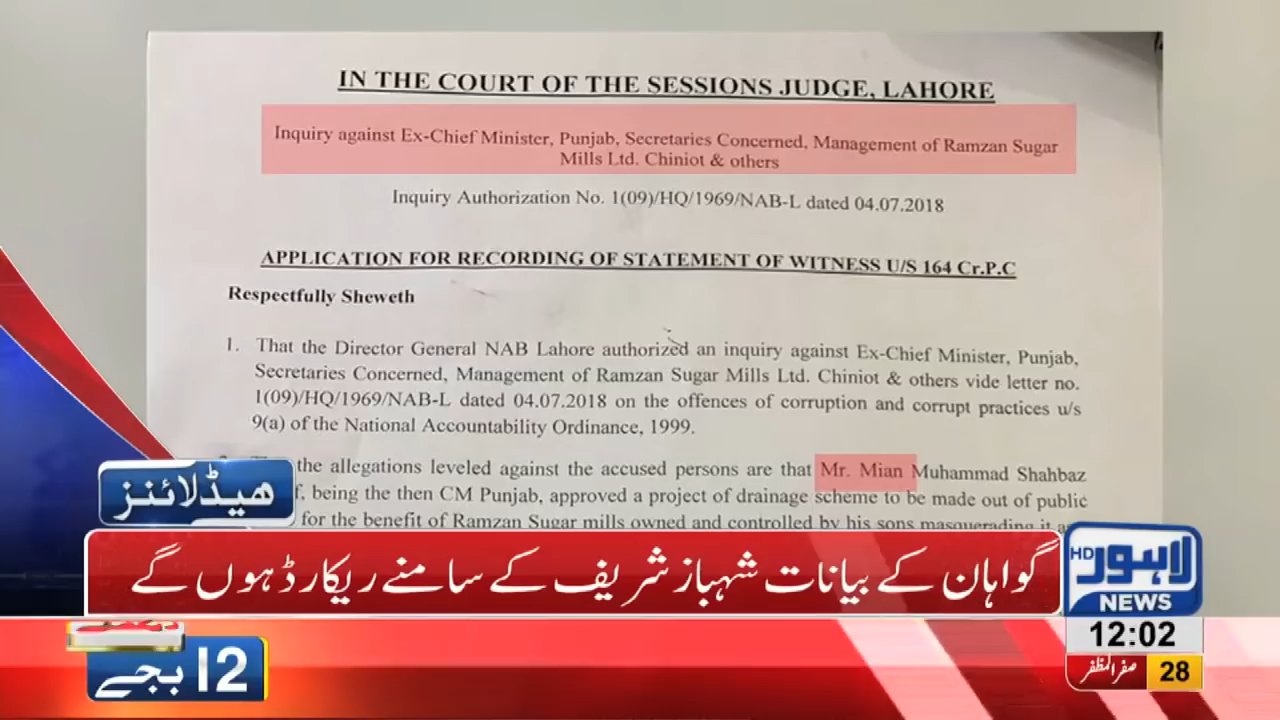 IN THE COURT OF THE SESSIONS JUDGE, LAHORE
Inquiry against Ex-Chief Minister, Punjab, Secretaries Concerned, Management of Ramzan Sugar
Mills Ltd. Chiniot & others
Inquiry Authorization No. 1(09)/HQ/1969/NAB-L dated 04.07.2018
APPLICATION FOR RECORDING OF STATEMENT OF WITNESS U/S 164 Cr.P.C
Respectfully Sheweth
1. That the Director General NAB Lahore authorized an inquiry against Ex-Chief Minister, Punjab,
Secretaries Concerned, Management of Ramzan Sugar Mills Ltd. Chiniot & others vide letter no.
1(09)/HQ/1969/NAB-L dated 04.07.2018 on the offences of corruption and corrupt practices u/s
9(a) of the National Accountability Ordinance, 1999.
the allegations leveled against the accused persons are that Mr. Mian Muhammad Shahbaz
being the then CM Punjab, approved a project of drainage scheme to be made out of public
for the benefit of Ramzan Sugar mills owned and controlled by his sons masquerading it
ھیڈلائنز
گواہان کے بیانات شہباز شریف کے سامنے ریکارڈ ہوں گے
HD لاہور
NEWS
12:02
28 صفر المظفر
12 بجے